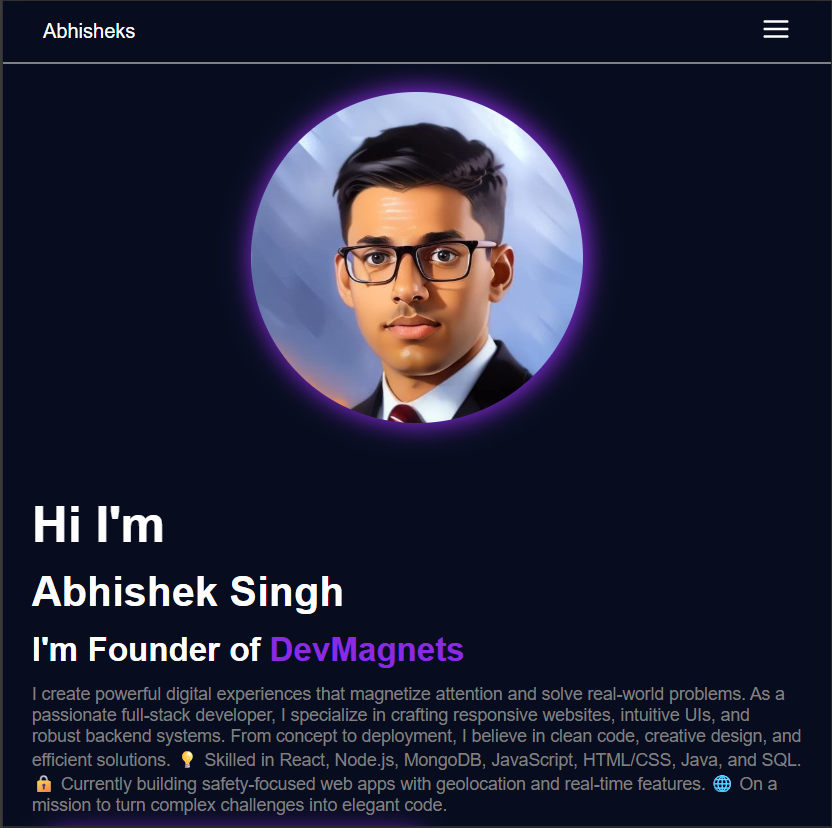 Abhisheks
Hi I'm
Abhishek Singh
I'm Founder of DevMagnets
I create powerful digital experiences that magnetize attention and solve real-world problems. As a
passionate full-stack developer, I specialize in crafting responsive websites, intuitive UIs, and
robust backend systems. From concept to deployment, I believe in clean code, creative design, and
efficient solutions. 💡 Skilled in React, Node.js, MongoDB, JavaScript, HTML/CSS, Java, and SQL.
🔒 Currently building safety-focused web apps with geolocation and real-time features. 🌐 On a
mission to turn complex challenges into elegant code.